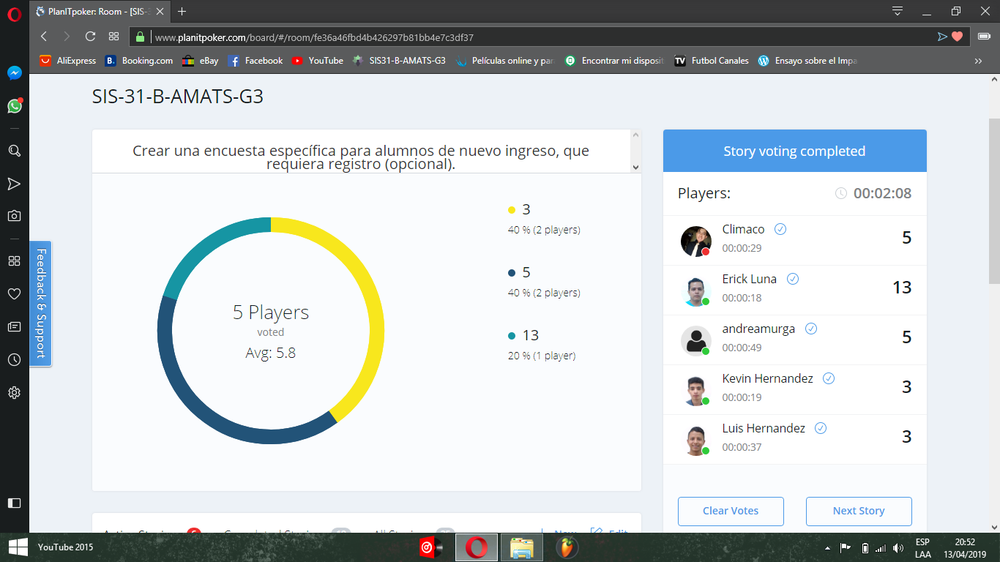 PlanITpoker: Room - [SIS-3
www.planitpoker.com/board/#/room/fe36a46fbd4b426297b81bb4e7c3df37
AliExpress
B. Booking.com
eBay
Facebook
YouTube
SIS31-B-AMATS-G3
Películas online y par
Encontrar mi disposit
TV Futbol Canales
Ensayo sobre el Impa
SIS-31-B-AMATS-G3
Crear una encuesta específica para alumnos de nuevo ingreso, que
requiera registro (opcional).
5 Players
voted
Avg: 5.8
3
40 % (2 players)
5
40 % (2 players)
13
20 % (1 player)
Feedback & Support
Story voting completed
Players: 00:02:08
Climaco 5
00:00:29
Erick Luna 13
00:00:18
andreamurga 5
00:00:49
Kevin Hernandez 3
00:00:19
Luis Hernandez 3
00:00:37
Clear Votes
Next Story
YouTube 2015
ESP
LAA
20:52
13/04/2019